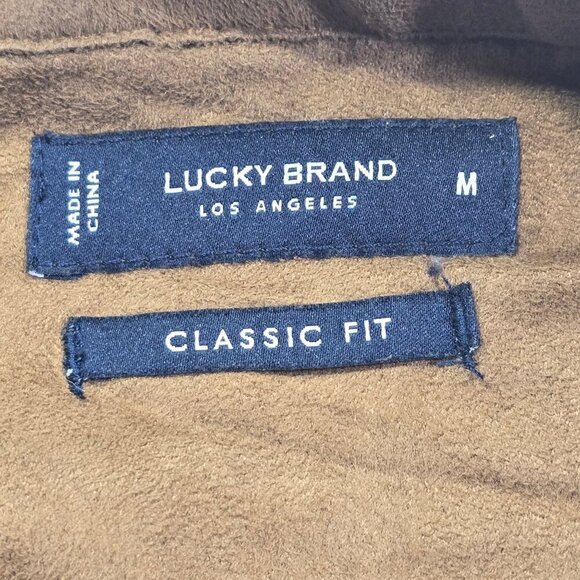 MADE IN
CHINA
LUCKY BRAND
LOS ANGELES
M
CLASSIC FIT